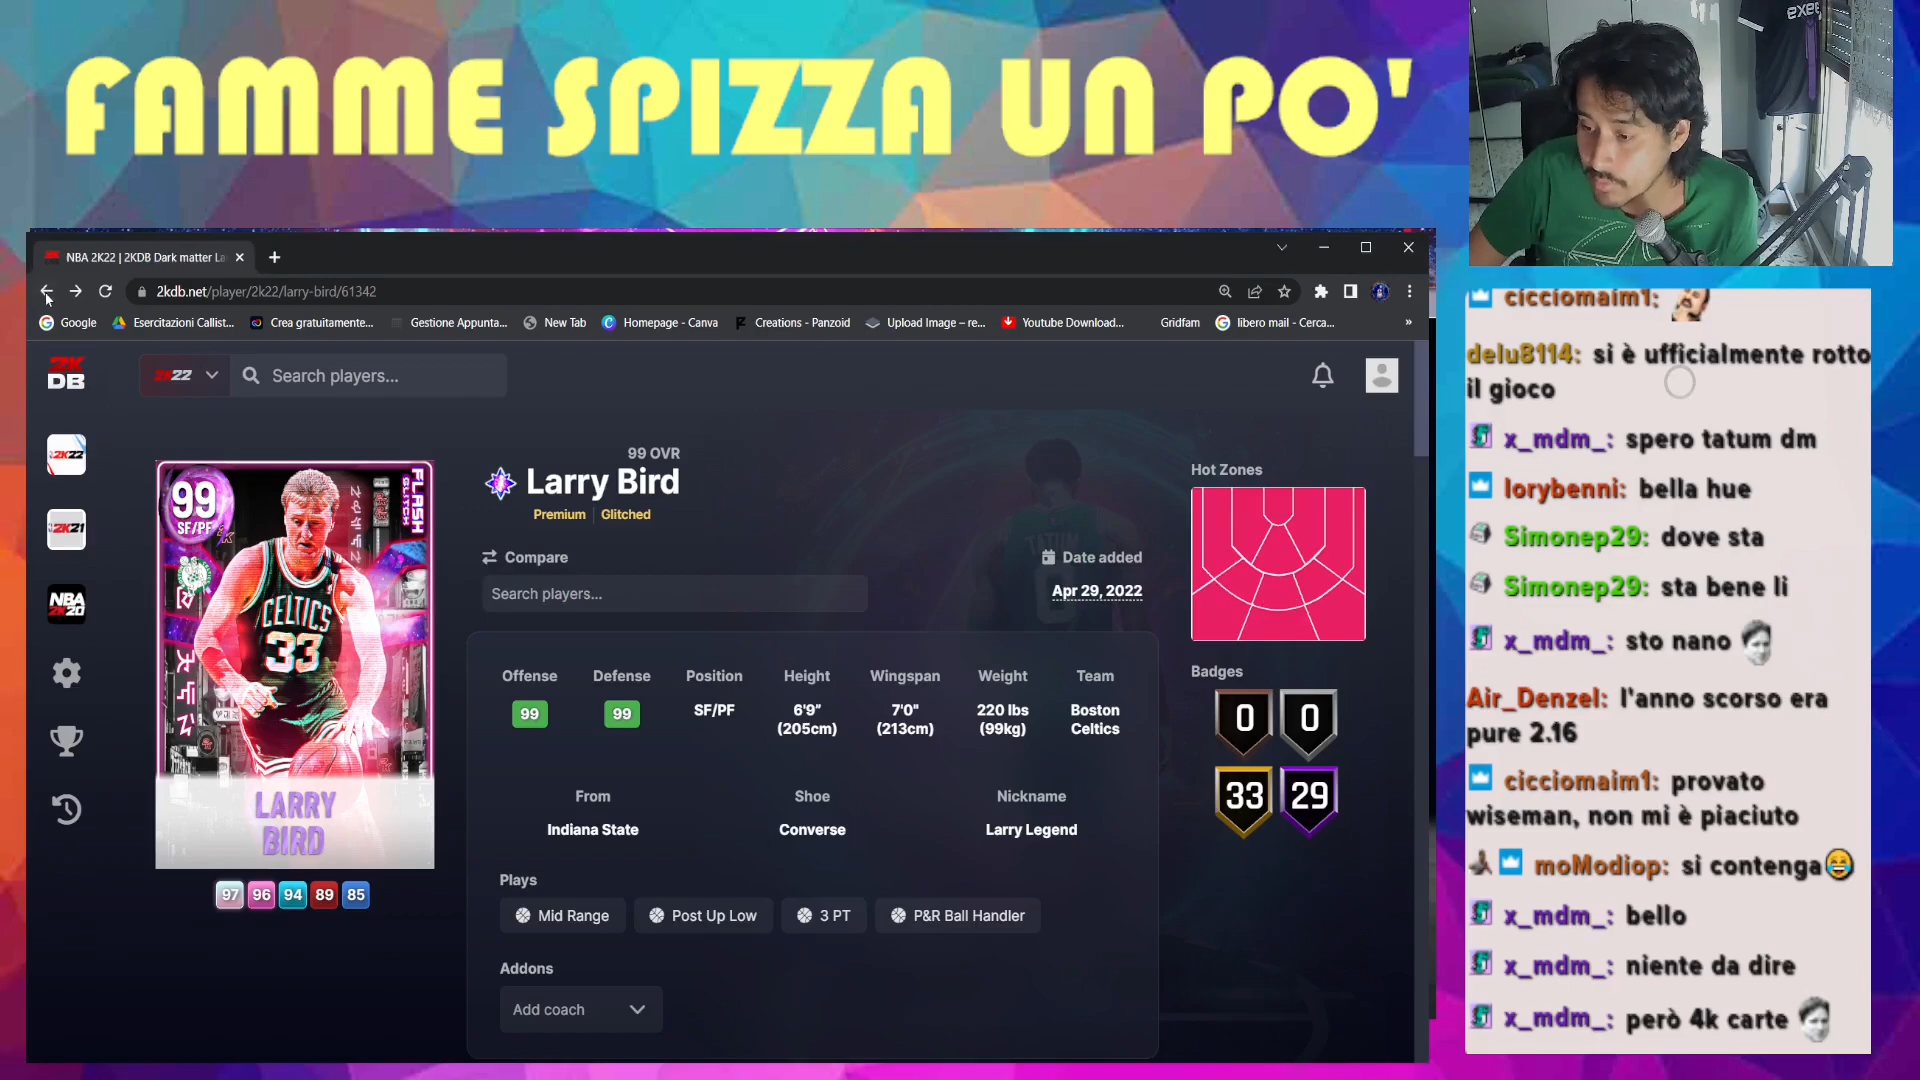 FAMME SPIZZA UN PO'
exee
NBA 2K22 | 2KDB Dark matter La
2kdb.net/player/2k22/larry-bird/61342
Google
Esercitazioni Callist...
Crea gratuitamente...
Gestione Appunta...
New Tab
Homepage - Canva
Creations - Panzoid
Upload Image – re...
Youtube Download...
Gridfam
libero mail - Cerca...
»
2K
DB
2K22
Search players...
2K22
2K21
NBA
2K20
99
SF/PF
FLASH
GLITCH
CELTICS
33
LARRY
BIRD
97 96 94 89 85
99 OVR
Larry Bird
Premium Glitched
Compare
Search players...
Date added
Apr 29, 2022
TATUM
Offense Defense Position Height Wingspan Weight Team
99 99 SF/PF 6'9” 7'0" 220 lbs Boston
(205cm) (213cm) (99kg) Celtics
From Shoe Nickname
Indiana State Converse Larry Legend
Plays
Mid Range Post Up Low 3 PT P&R Ball Handler
Addons
Add coach
Hot Zones
Badges
0 0
33 29
cicciomaim1:
delu8114: si è ufficialmente rotto
il gioco
x_mdm_: spero tatum dm
lorybenni: bella hue
Simonep29: dove sta
Simonep29: sta bene li
x_mdm_: sto nano
Air_Denzel: l'anno scorso era
pure 2.16
cicciomaim1: provato
wiseman, non mi è piaciuto
moModiop: si contenga
x_mdm_: bello
x_mdm_: niente da dire
x_mdm_: però 4k carte